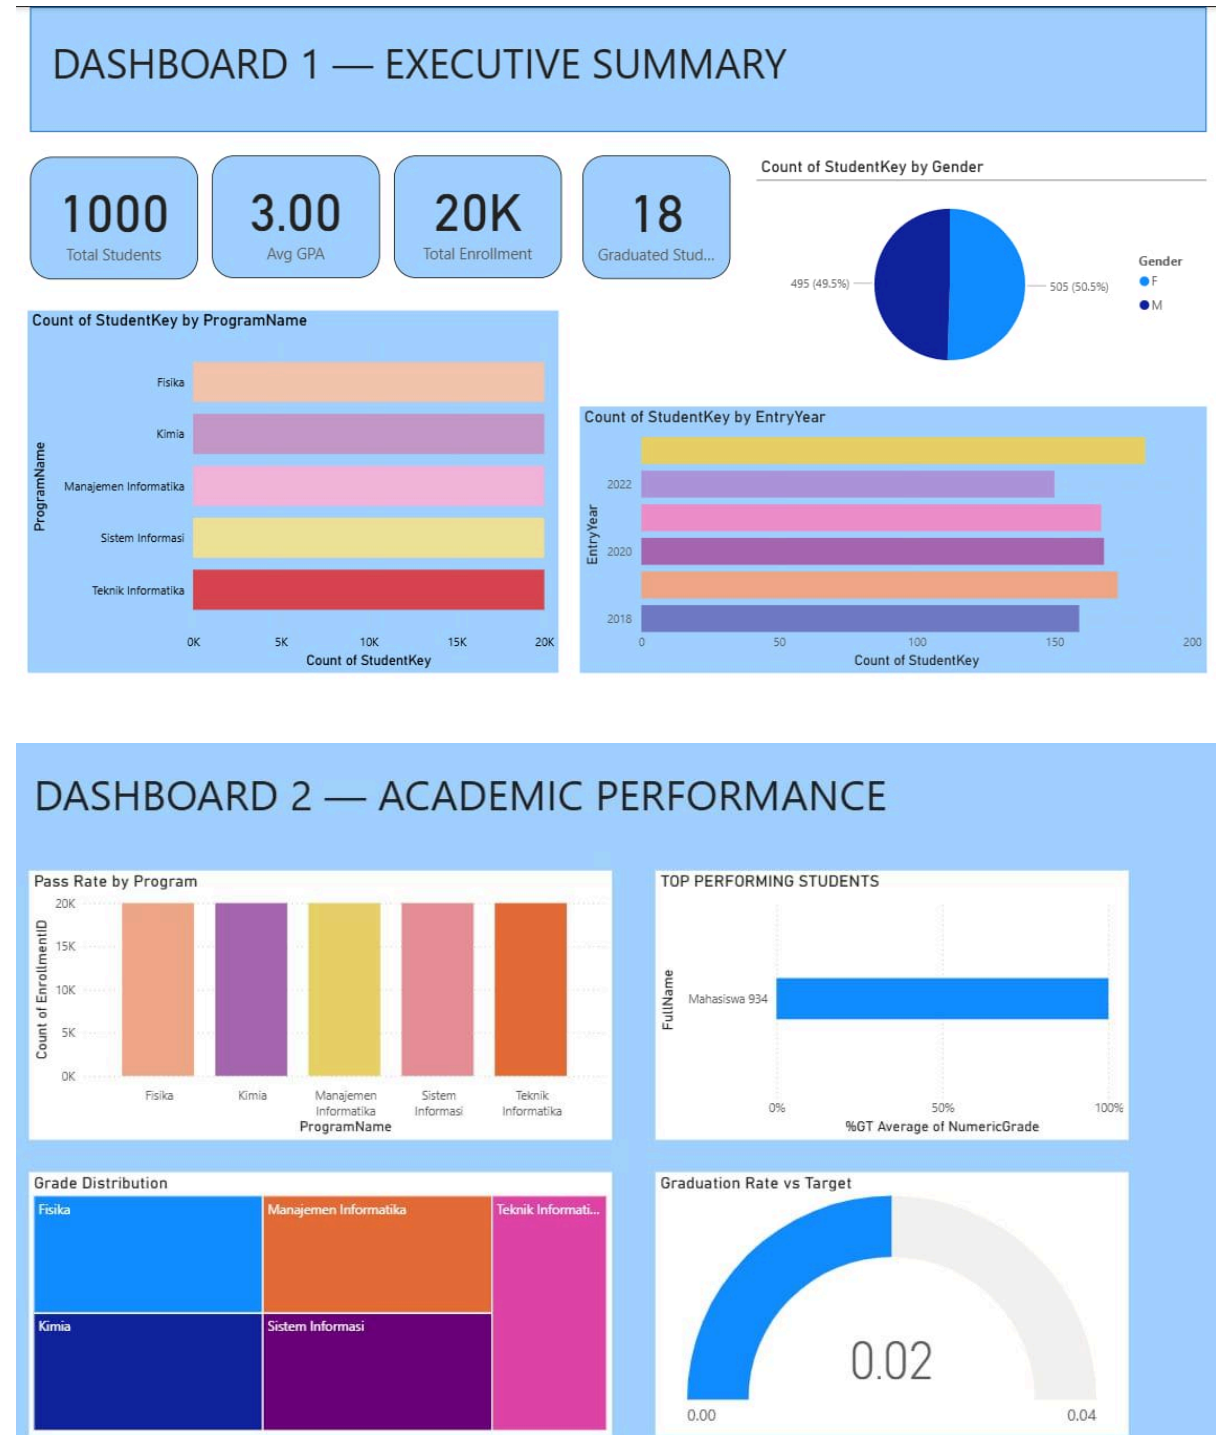 DASHBOARD 1 — EXECUTIVE SUMMARY
1000
Total Students
3.00
Avg GPA
20K
Total Enrollment
18
Graduated Stud...
Count of StudentKey by Gender
495 (49.5%)
505 (50.5%)
Gender
F
M
Count of StudentKey by ProgramName
ProgramName
Fisika
Kimia
Manajemen Informatika
Sistem Informasi
Teknik Informatika
0K 5K 10K 15K 20K
Count of StudentKey
Count of StudentKey by EntryYear
EntryYear
2022
2020
2018
0 50 100 150 200
Count of StudentKey
DASHBOARD 2 — ACADEMIC PERFORMANCE
Pass Rate by Program
Count of EnrollmentID
20K
15K
10K
5K
0K
Fisika Kimia Manajemen Sistem Teknik
Informatika Informasi Informatika
ProgramName
TOP PERFORMING STUDENTS
FullName
Mahasiswa 934
0% 50% 100%
%GT Average of NumericGrade
Grade Distribution
Fisika
Manajemen Informatika
Teknik Informati...
Kimia
Sistem Informasi
Graduation Rate vs Target
0.02
0.00 0.04